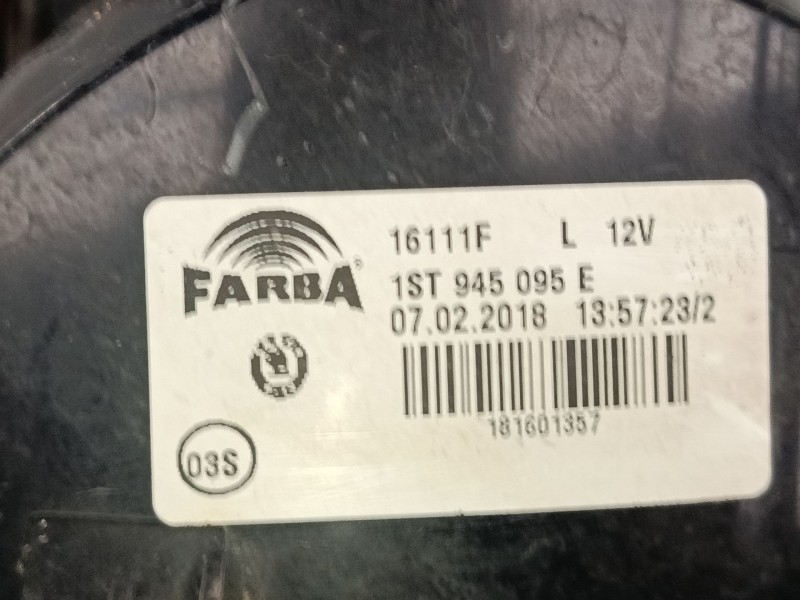 16111F L 12V
FARBA®
1ST 945 095 E
07.02.2018 13:57:23/2
181601357
03S